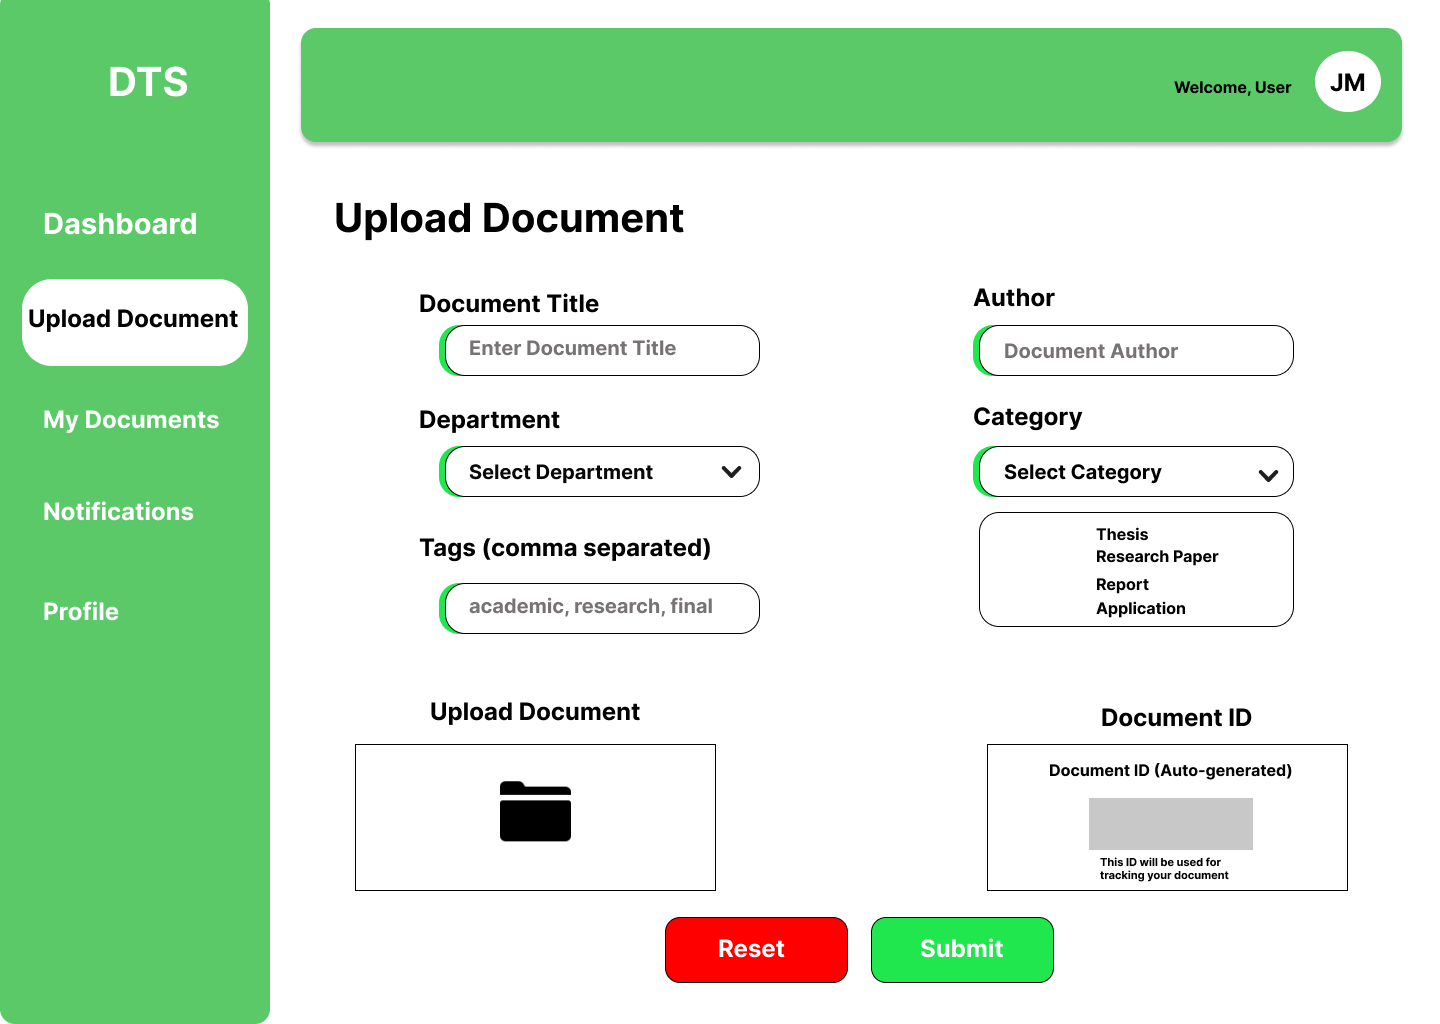 DTS
Dashboard
Upload Document
My Documents
Notifications
Profile
Welcome, User
JM
Upload Document
Document Title
Enter Document Title
Author
Document Author
Department
Select Department
Category
Select Category
Thesis
Research Paper
Report
Application
Tags (comma separated)
academic, research, final
Upload Document
Document ID
Document ID (Auto-generated)
This ID will be used for
tracking your document
Reset
Submit